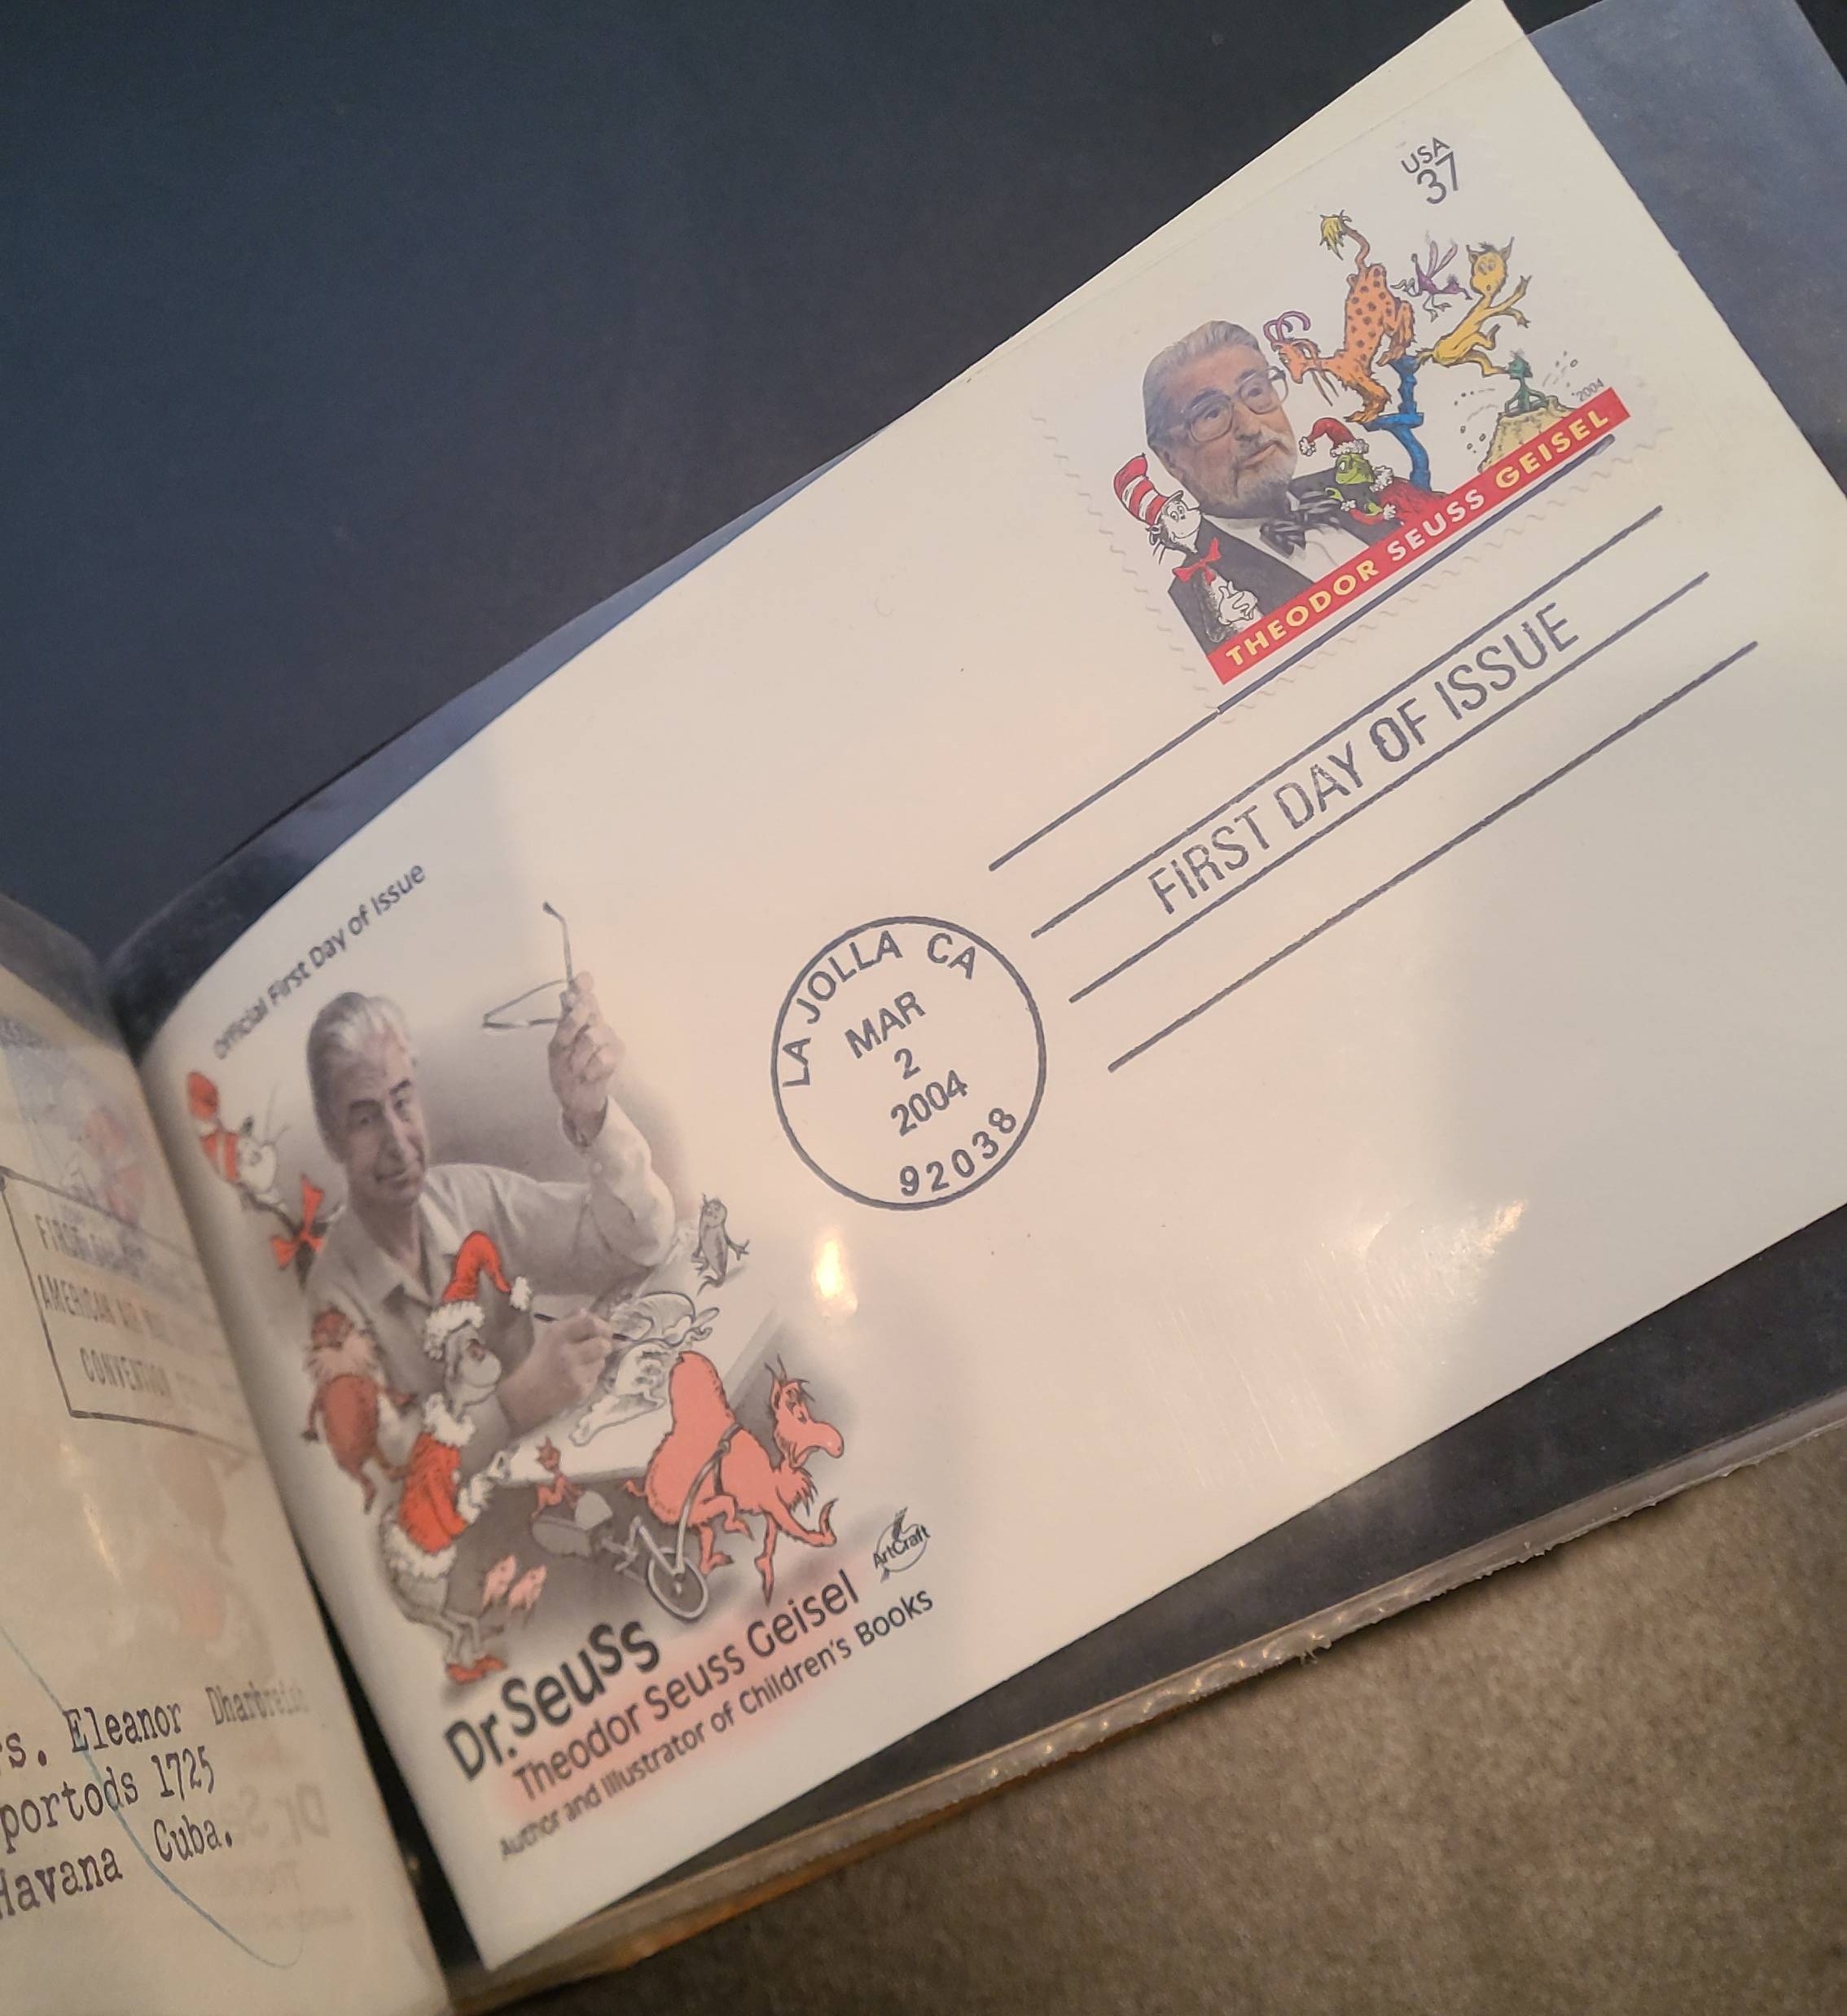 USA
37
2004
THEODOR SEUSS GEISEL
FIRST DAY OF ISSUE
LA JOLLA CA
MAR
2
2004
92038
Official First Day of Issue
ArtCraft
Dr. Seuss
Theodor Seuss Geisel
Author and Illustrator of Children's Books
FIRST
AMERICAN
CONVENTION
rs. Eleanor
portods 1725
Havana Cuba.